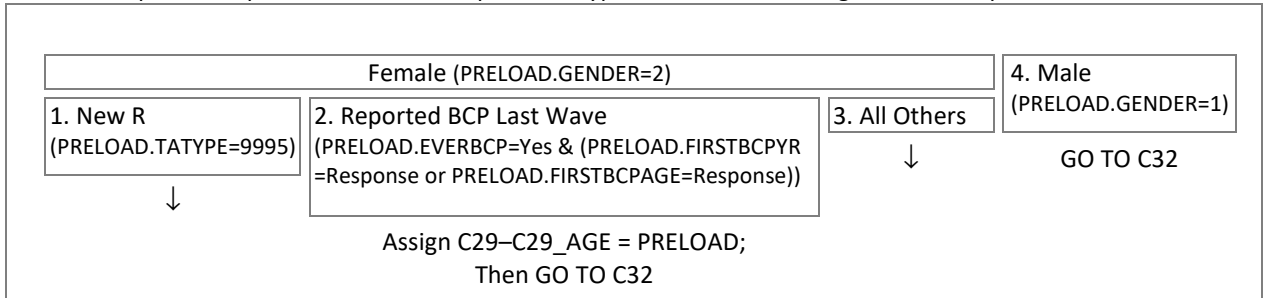 Female (PRELOAD.GENDER=2)
4. Male
(PRELOAD.GENDER=1)
1. New R
(PRELOAD.TATYPE=9995)
2. Reported BCP Last Wave
(PRELOAD.EVERBCP=Yes & (PRELOAD.FIRSTBCPYR
=Response or PRELOAD.FIRSTBCPAGE=Response))
3. All Others
↓
↓
GO TO C32
Assign C29–C29_AGE = PRELOAD;
Then GO TO C32